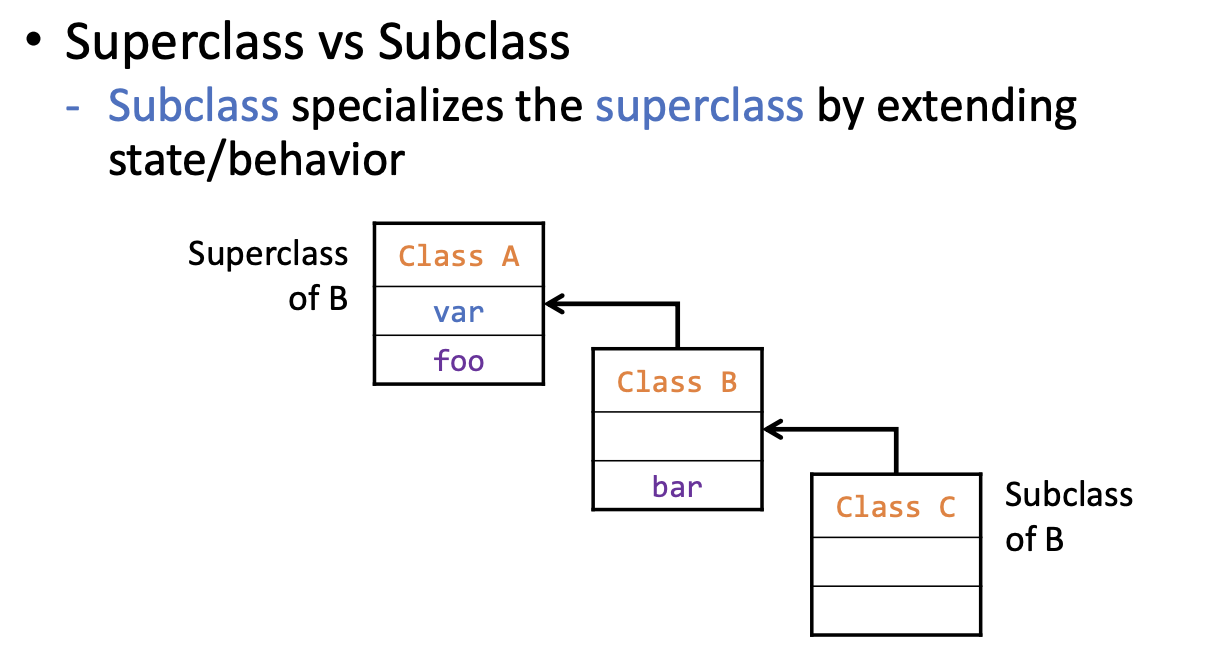 • Superclass vs Subclass
- Subclass specializes the superclass by extending
state/behavior
Superclass
of B
Class A
var
foo
Class B
bar
Class C
Subclass
of B